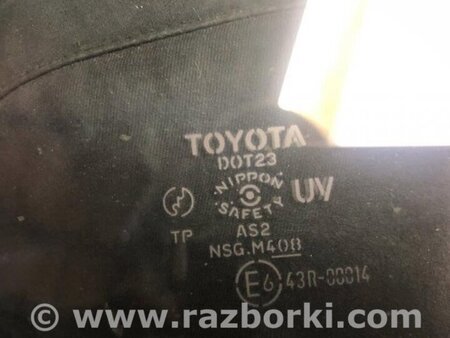 TOYOTA
DOT23
NIPPON
SAFETY
UV
TP
AS2
NSG.M408
E6 43R-00014
© www.razborki.com